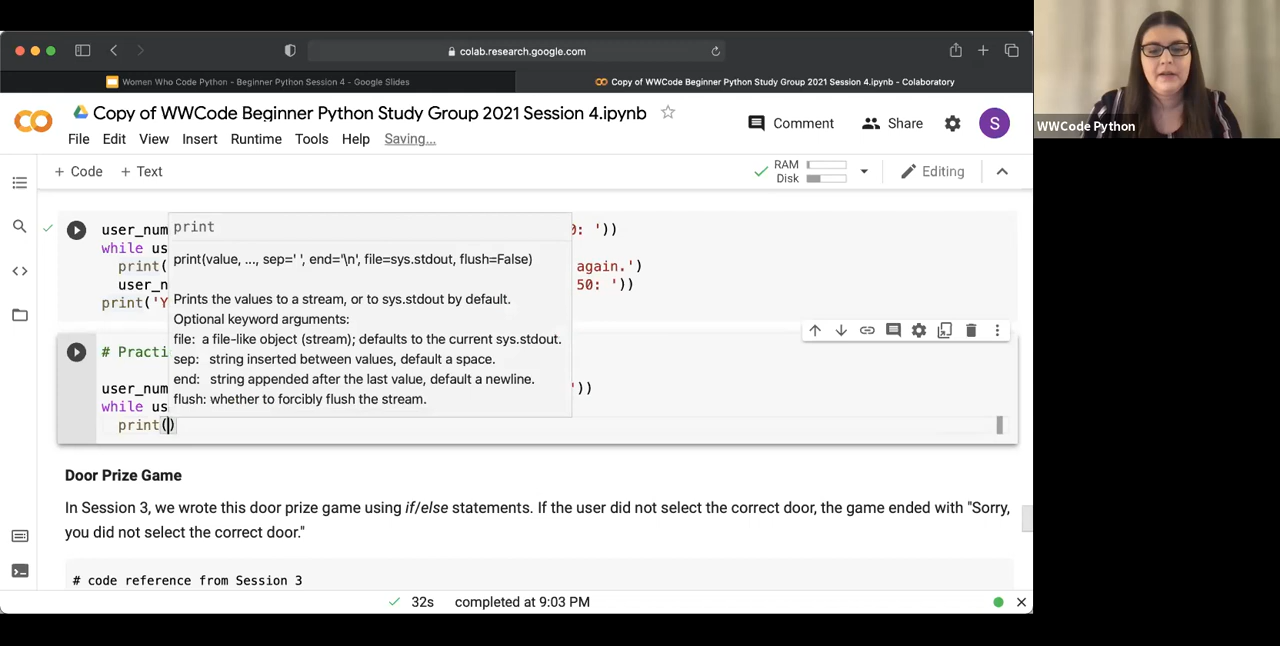 colab.research.google.com
Women Who Code Python - Beginner Python Session 4 - Google Slides
Copy of WWCode Beginner Python Study Group 2021 Session 4.ipynb - Colaboratory
WWCode Python
Copy of WWCode Beginner Python Study Group 2021 Session 4.ipynb
Comment
Share
S
File Edit View Insert Runtime Tools Help Saving...
+ Code + Text
RAM
Disk
Editing
user_num 0: '))
while us
print( again.')
user_n 50: '))
print('Y
print
print(value, ..., sep=' ', end='\n', file=sys.stdout, flush=False)
Prints the values to a stream, or to sys.stdout by default.
Optional keyword arguments:
file: a file-like object (stream); defaults to the current sys.stdout.
sep: string inserted between values, default a space.
end: string appended after the last value, default a newline.
flush: whether to forcibly flush the stream.
# Practi
user_num '))
while us
print()
Door Prize Game
In Session 3, we wrote this door prize game using if/else statements. If the user did not select the correct door, the game ended with "Sorry,
you did not select the correct door."
# code reference from Session 3
32s completed at 9:03 PM